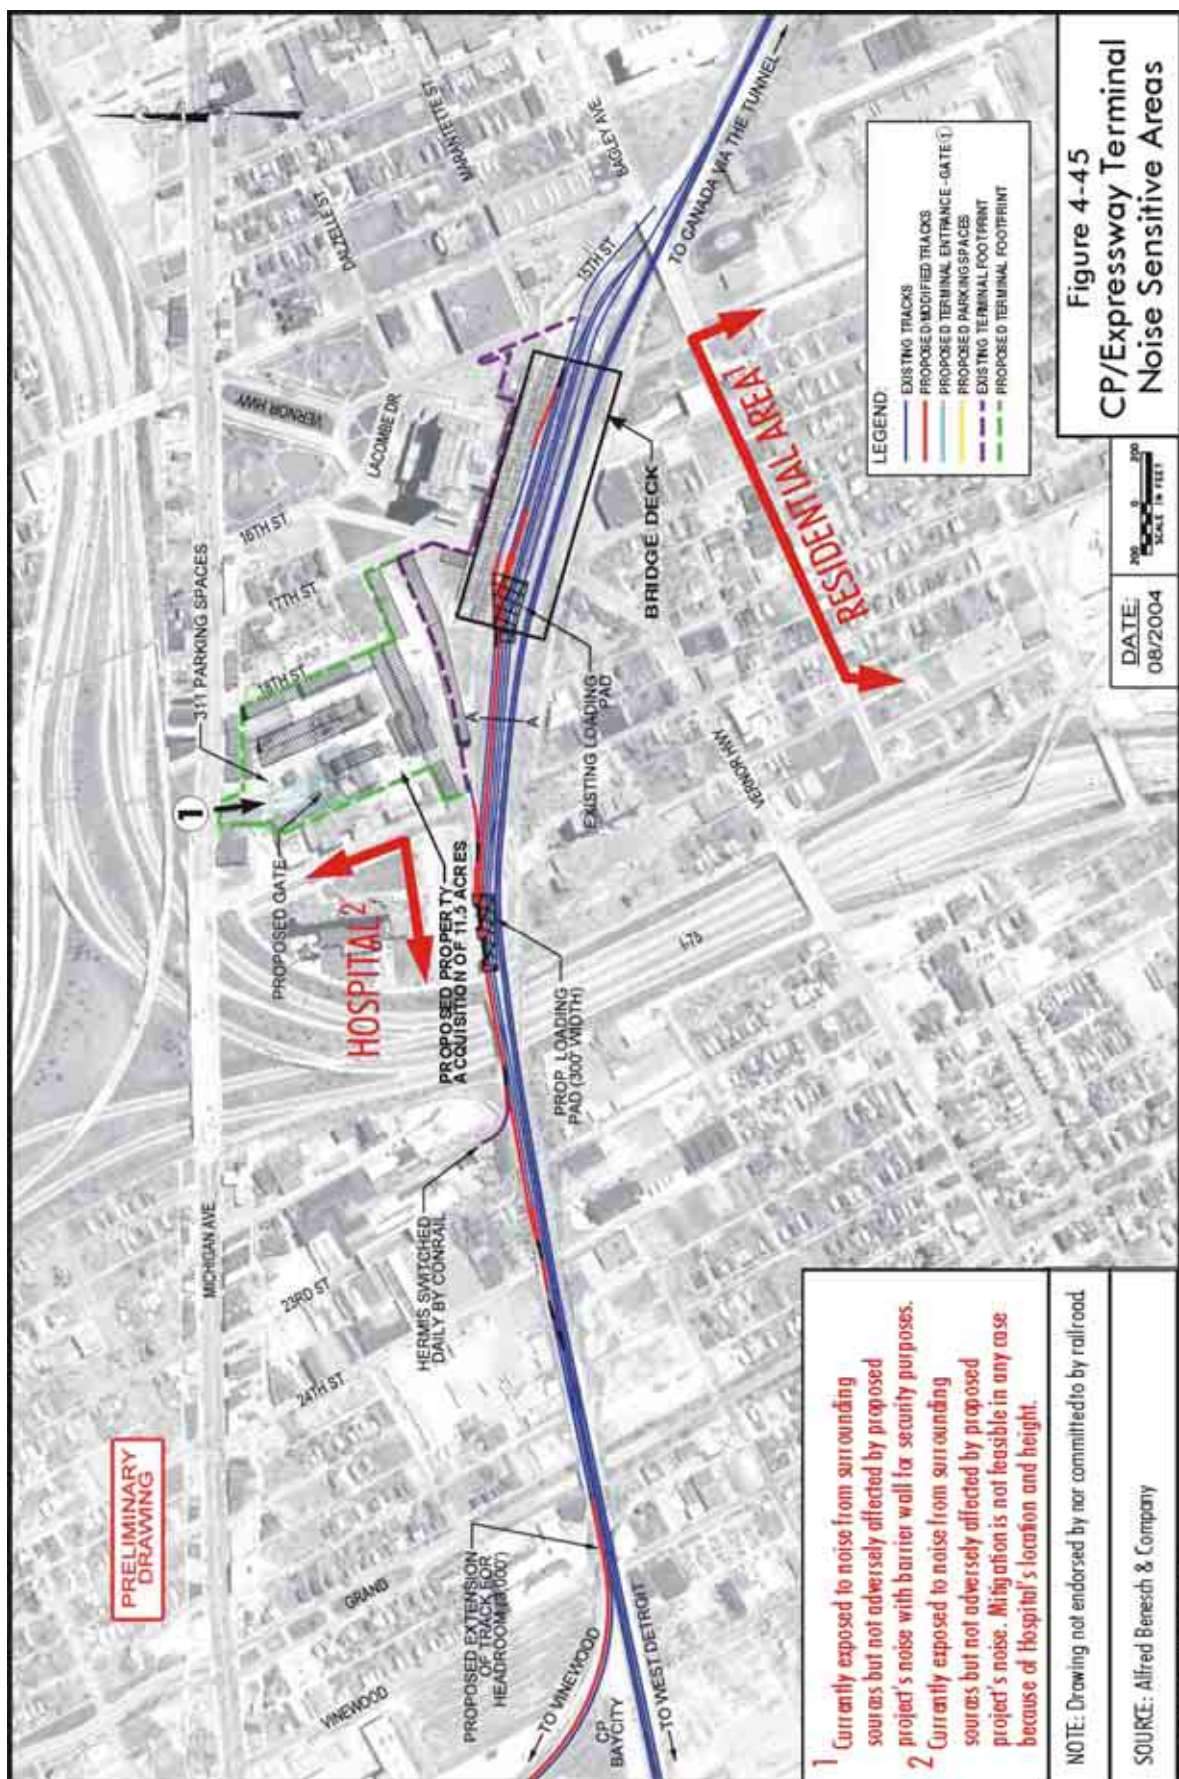 Figure 4-45
CP/Expressway Terminal
Noise Sensitive Areas
PRELIMINARY
DRAWING
MICHIGAN AVE
VINEWOOD
GRAND
24TH ST
23RD ST
HERMIS SWITCHED
DAILY BY CONRAIL
PROPOSED EXTENSION
OF TRACK FOR
TO VINEWOOD
CP
BAYCITY
TO WEST DETROIT
1
311 PARKING SPACES
PROPOSED GATE
HOSPITAL 2
PROPOSED PROPERTY
ACQUISITION OF 11.5 ACRES
PROP. LOADING
PAD (300' WIDTH)
I-75
18TH ST
17TH ST
16TH ST
VERNOR HWY
LACOMBE DR.
A
A
EXISTING LOADING
PAD
BRIDGE DECK
VERNOR HWY
RESIDENTIAL AREA1
DALZELLE ST
MARANTETTE ST
BAGLEY AVE.
15TH ST
TO CANADA VIA THE TUNNEL
LEGEND:
EXISTING TRACKS
PROPOSED/MODIFIED TRACKS
PROPOSED TERMINAL ENTRANCE - GATE 1
PROPOSED PARKING SPACES
EXISTING TERMINAL FOOTPRINT
PROPOSED TERMINAL FOOTPRINT
200 0 200
SCALE IN FEET
DATE:
08/2004
1 Currently exposed to noise from surrounding
sources but not adversely affected by proposed
project's noise with barrier wall for security purposes.
2 Currently exposed to noise from surrounding
sources but not adversely affected by proposed
project's noise. Mitigation is not feasible in any case
because of Hospital's location and height.
NOTE: Drawing not endorsed by nor committed to by railroad
SOURCE: Alfred Benesch & Company